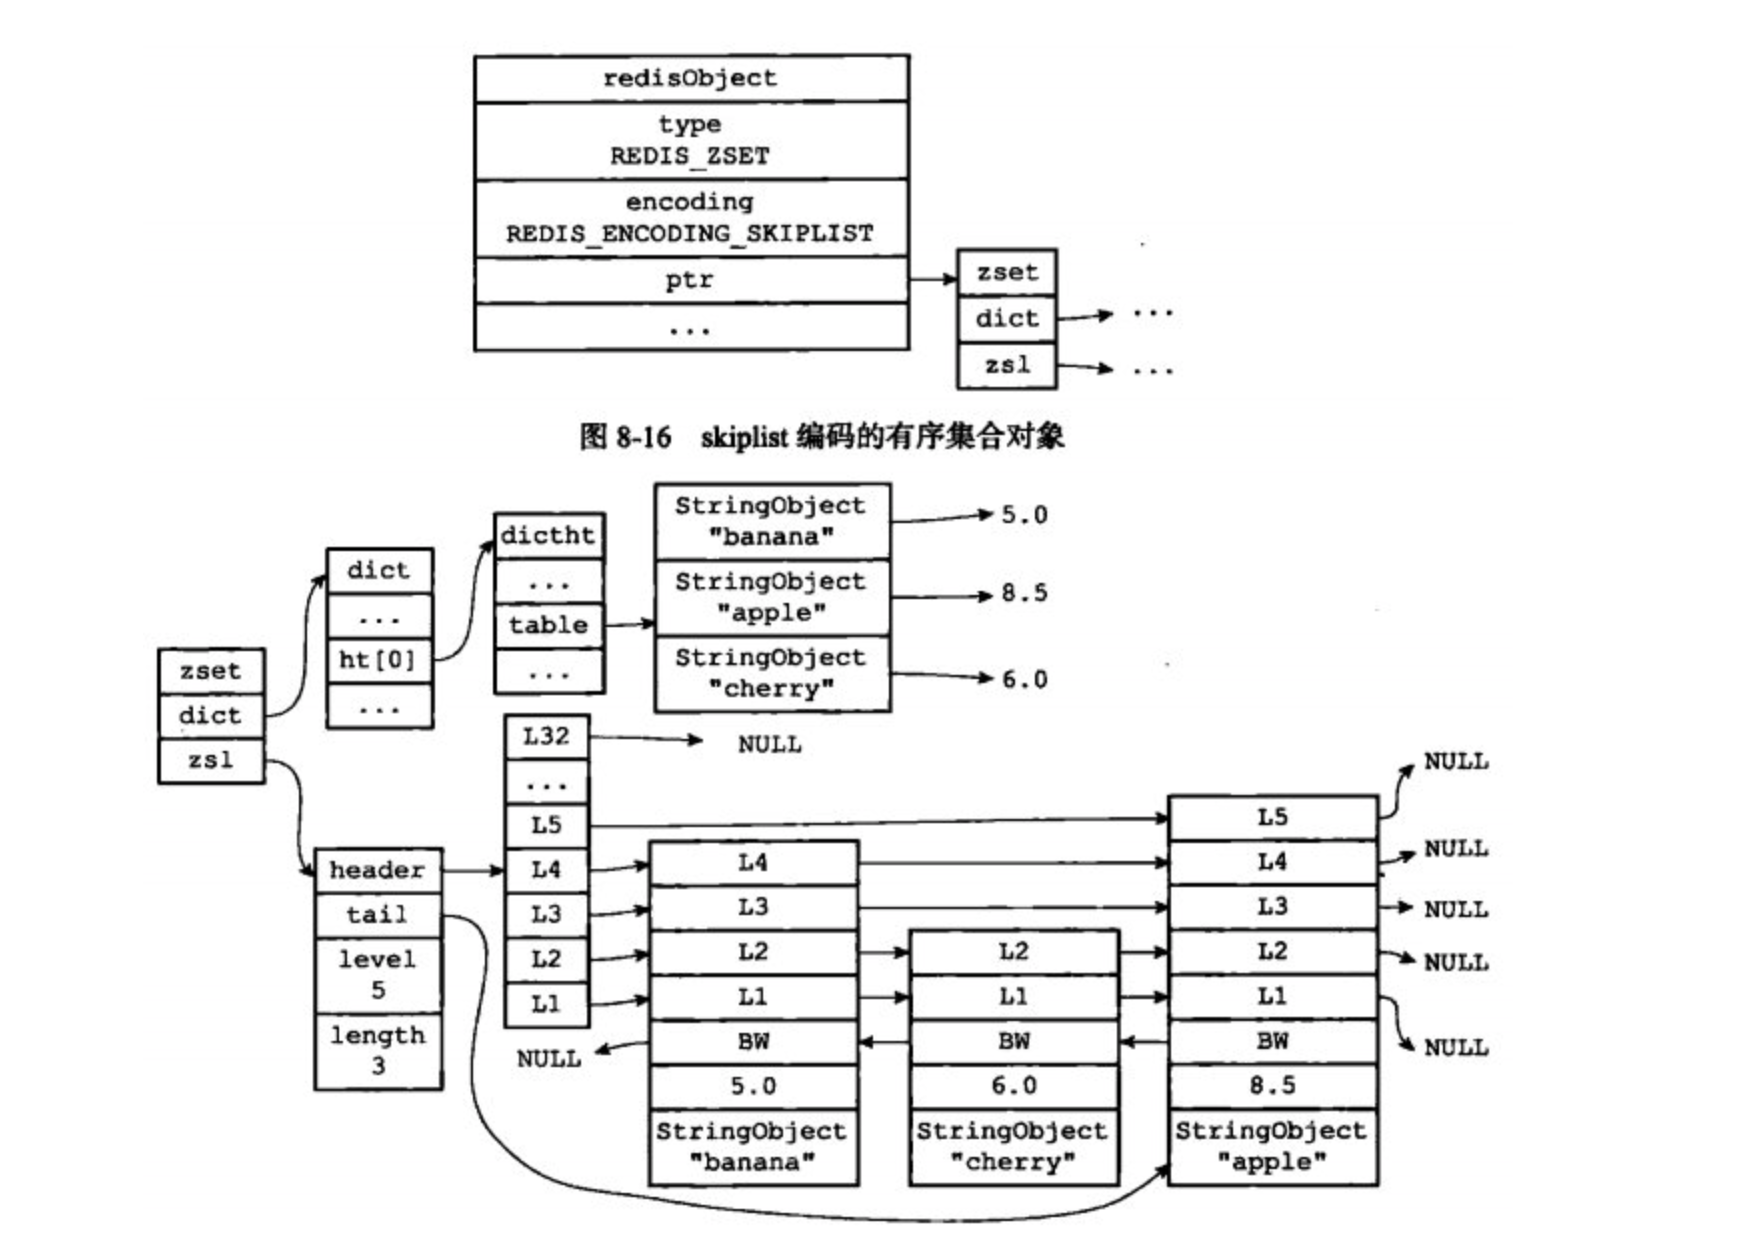 redisObject
type
REDIS_ZSET
encoding
REDIS_ENCODING_SKIPLIST
ptr
...
zset
dict
zsl
...
...
图 8-16 skiplist 编码的有序集合对象
zset
dict
zsl
dict
...
ht[0]
...
dictht
...
table
...
StringObject
"banana"
5.0
StringObject
"apple"
8.5
StringObject
"cherry"
6.0
header
tail
level
5
length
3
L32
NULL
...
L5
L4
L3
L2
L1
NULL
L4
L3
L2
L1
BW
5.0
StringObject
"banana"
L2
L1
BW
6.0
StringObject
"cherry"
L5
L4
L3
L2
L1
BW
8.5
StringObject
"apple"
NULL
NULL
NULL
NULL
NULL